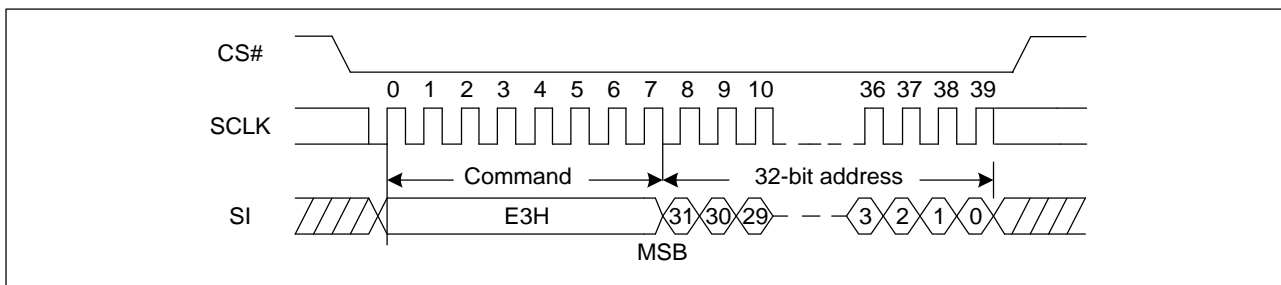 CS#
0 1 2 3 4 5 6 7 8 9 10 36 37 38 39
SCLK
Command 32-bit address
SI E3H 31 30 29 3 2 1 0
MSB